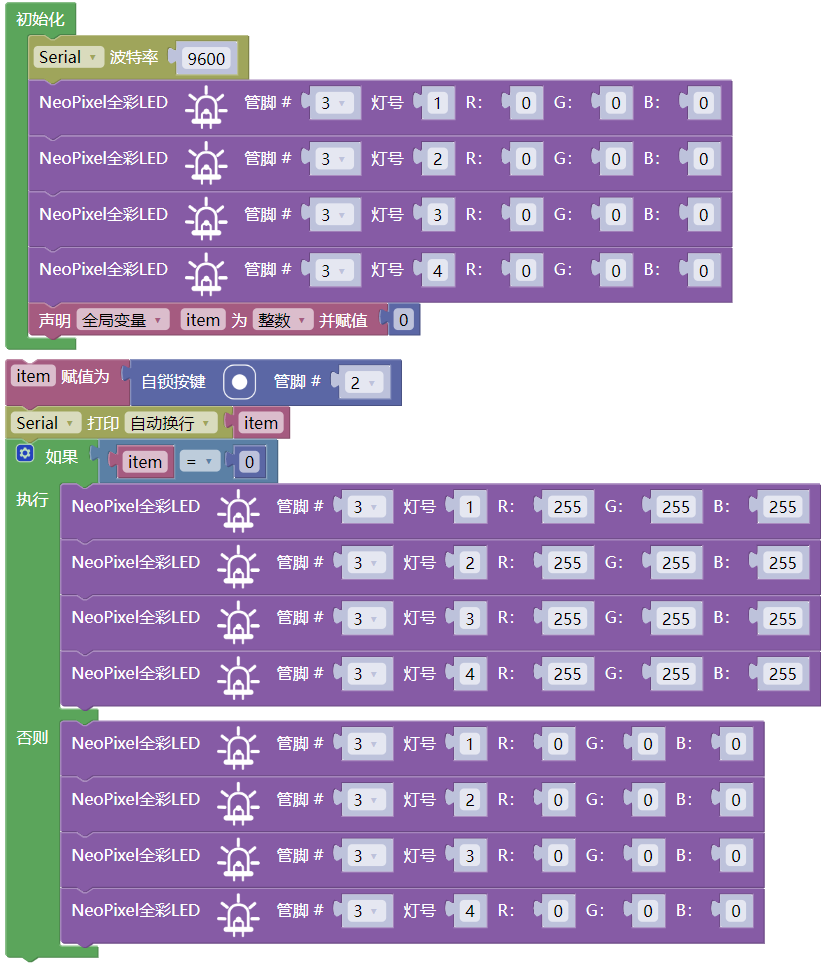 初始化
Serial 波特率 9600
NeoPixel全彩LED 管脚 # 3 灯号 1 R: 0 G: 0 B: 0
NeoPixel全彩LED 管脚 # 3 灯号 2 R: 0 G: 0 B: 0
NeoPixel全彩LED 管脚 # 3 灯号 3 R: 0 G: 0 B: 0
NeoPixel全彩LED 管脚 # 3 灯号 4 R: 0 G: 0 B: 0
声明 全局变量 item 为 整数 并赋值 0
item 赋值为 自锁按键 管脚 # 2
Serial 打印 自动换行 item
如果 item = 0
执行 NeoPixel全彩LED 管脚 # 3 灯号 1 R: 255 G: 255 B: 255
NeoPixel全彩LED 管脚 # 3 灯号 2 R: 255 G: 255 B: 255
NeoPixel全彩LED 管脚 # 3 灯号 3 R: 255 G: 255 B: 255
NeoPixel全彩LED 管脚 # 3 灯号 4 R: 255 G: 255 B: 255
否则 NeoPixel全彩LED 管脚 # 3 灯号 1 R: 0 G: 0 B: 0
NeoPixel全彩LED 管脚 # 3 灯号 2 R: 0 G: 0 B: 0
NeoPixel全彩LED 管脚 # 3 灯号 3 R: 0 G: 0 B: 0
NeoPixel全彩LED 管脚 # 3 灯号 4 R: 0 G: 0 B: 0